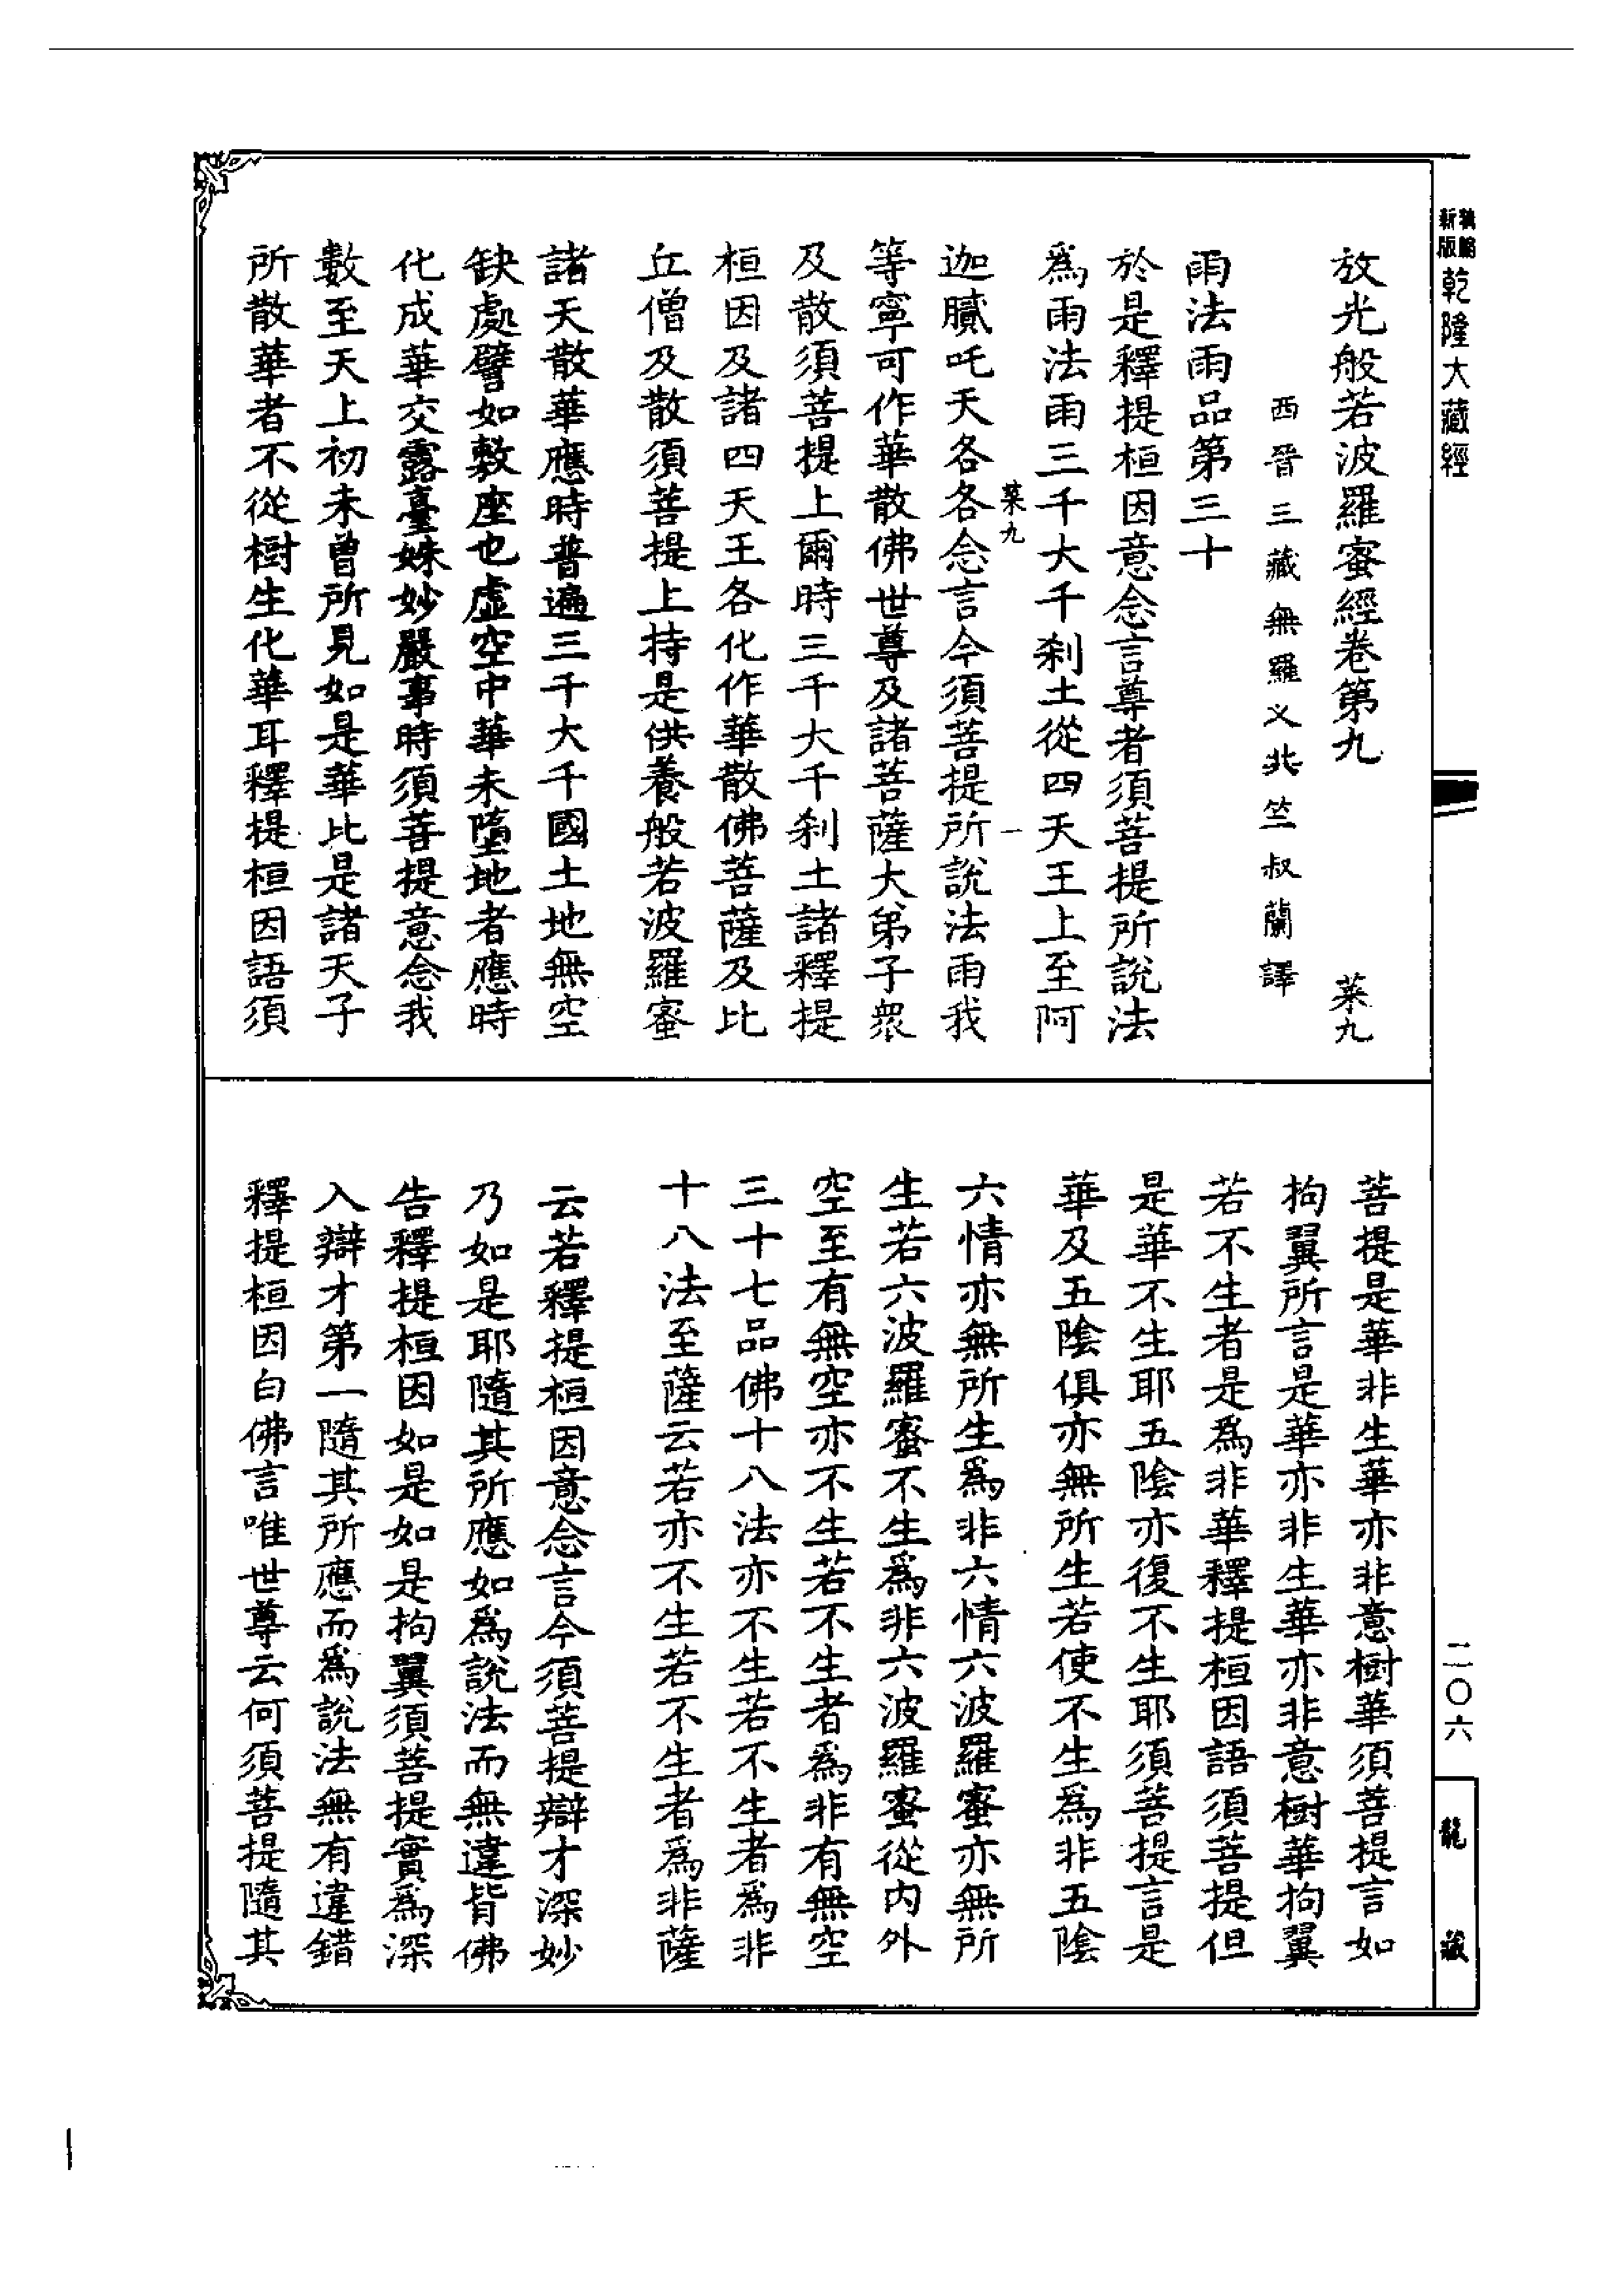 新版
乾隆大藏經
放光般若波羅蜜經卷第九 菜九
西晉三藏無羅义共竺叔蘭譯
雨法雨品第三十
於是釋提桓因意念言尊者須菩提所說法
爲雨法雨三千大千刹土從四天王上至阿
菜九 一
迦膩吒天各各念言今須菩提所說法雨我
等寧可作華散佛世尊及諸菩薩大弟子衆
及散須菩提上爾時三千大千刹土諸釋提
桓因及諸四天王各化作華散佛菩薩及比
丘僧及散須菩提上持是供養般若波羅蜜
諸天散華應時普遍三千大千國土地無空
缺處譬如敷座也虛空中華未墮地者應時
化成華交露臺姝妙嚴事時須菩提意念我
數至天上初未曾所見如是華比是諸天子
所散華者不從樹生化華耳釋提桓因語須
菩提是華非生華亦非意樹華須菩提言如
拘翼所言是華亦非生華亦非意樹華拘翼
若不生者是爲非華釋提桓因語須菩提但
是華不生耶五陰亦復不生耶須菩提言是
華及五陰俱亦無所生若使不生爲非五陰
六情亦無所生爲非六情六波羅蜜亦無所
生若六波羅蜜不生爲非六波羅蜜從內外
空至有無空亦不生若不生者爲非有無空
三十七品佛十八法亦不生若不生者爲非
十八法至薩云若亦不生若不生者爲非薩
云若釋提桓因意念言今須菩提辯才深妙
乃如是耶隨其所應如爲說法而無違皆佛
告釋提桓因如是如是拘翼須菩提實爲深
入辯才第一隨其所應而爲說法無有違錯
釋提桓因白佛言唯世尊云何須菩提隨其
二〇六
龍藏